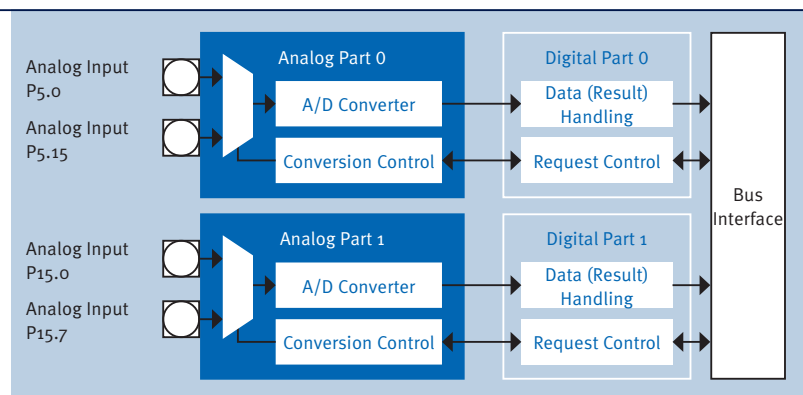 Analog Input
P5.0
Analog Input
P5.15
Analog Part 0
A/D Converter
Conversion Control
Digital Part 0
Data (Result)
Handling
Request Control
Analog Input
P15.0
Analog Input
P15.7
Analog Part 1
A/D Converter
Conversion Control
Digital Part 1
Data (Result)
Handling
Request Control
Bus
Interface